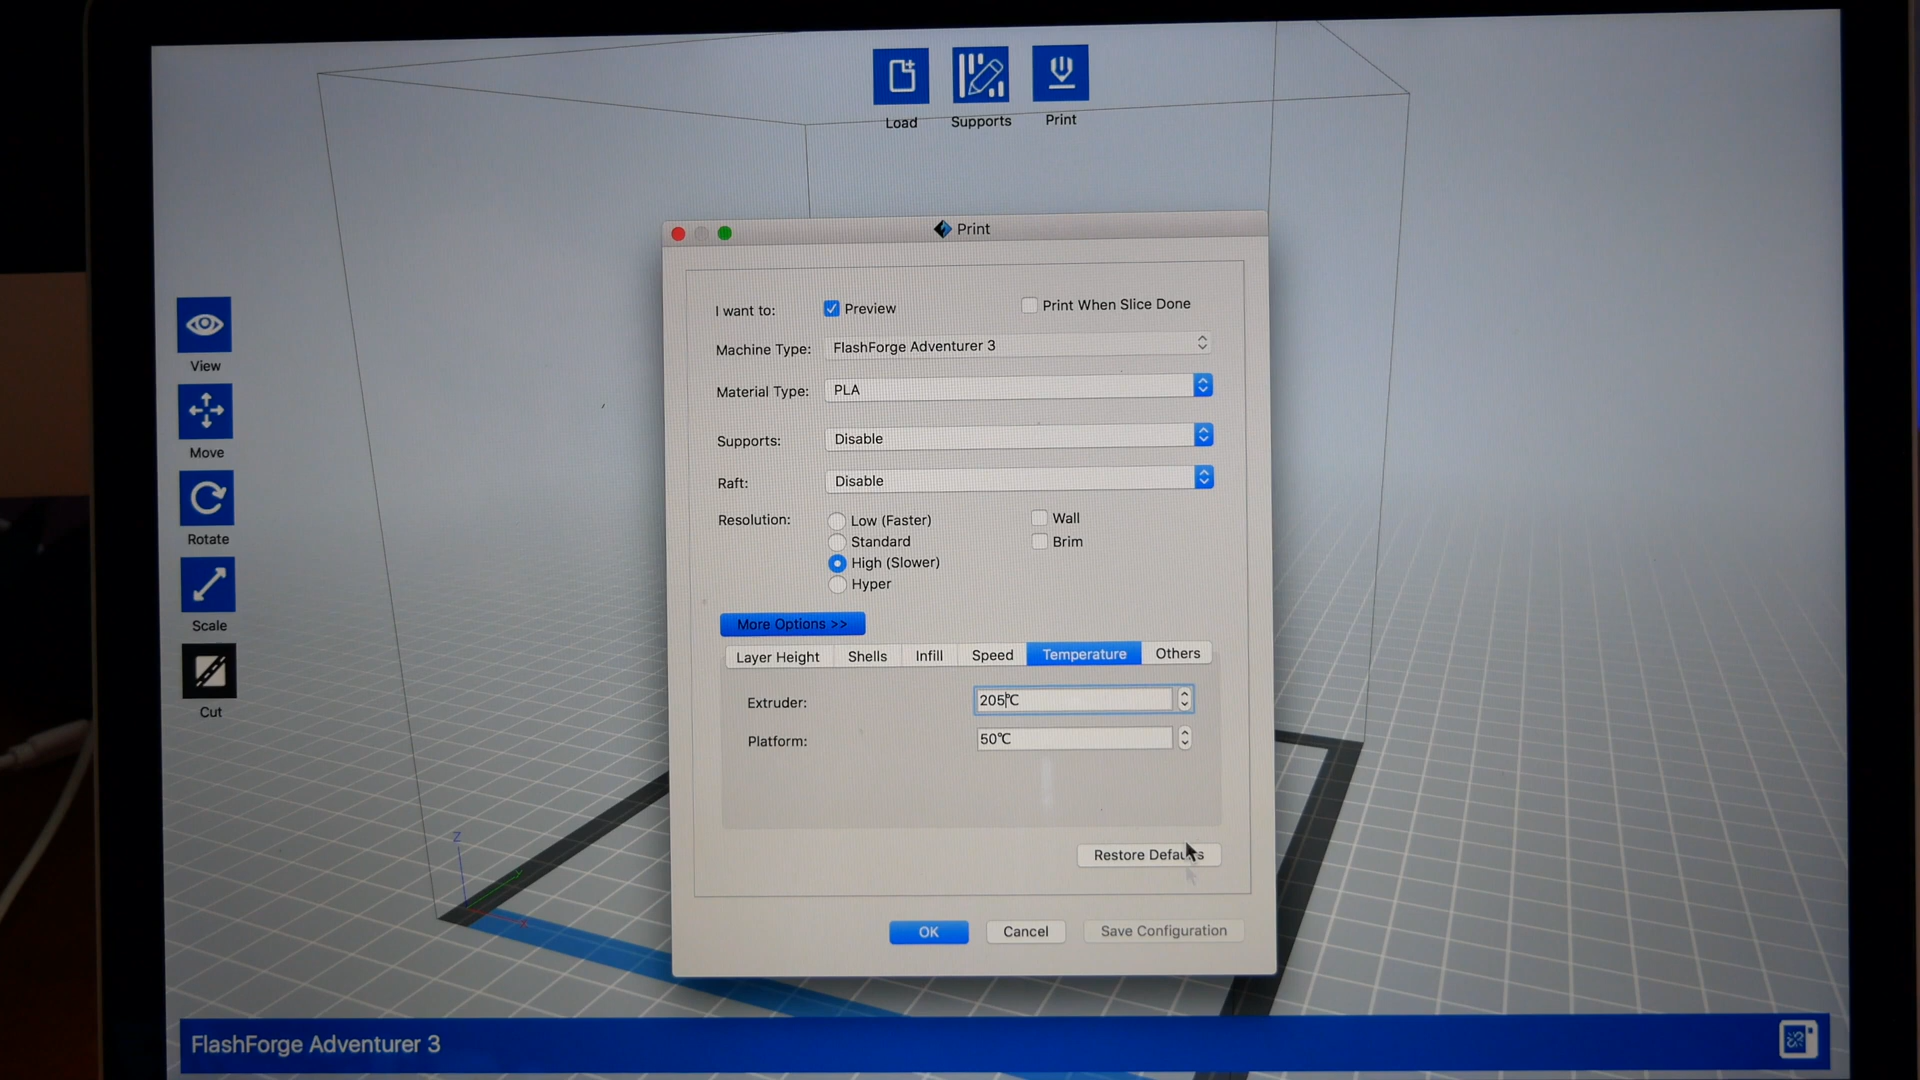 Load
Supports
Print
Print
I want to:
Preview
Print When Slice Done
Machine Type:
FlashForge Adventurer 3
Material Type:
PLA
Supports:
Disable
Raft:
Disable
Resolution:
Low (Faster)
Wall
Standard
Brim
High (Slower)
Hyper
More Options >>
Layer Height
Shells
Infill
Speed
Temperature
Others
Extruder:
205℃
Platform:
50℃
Restore Defaults
OK
Cancel
Save Configuration
View
Move
Rotate
Scale
Cut
Z
Y
X
FlashForge Adventurer 3